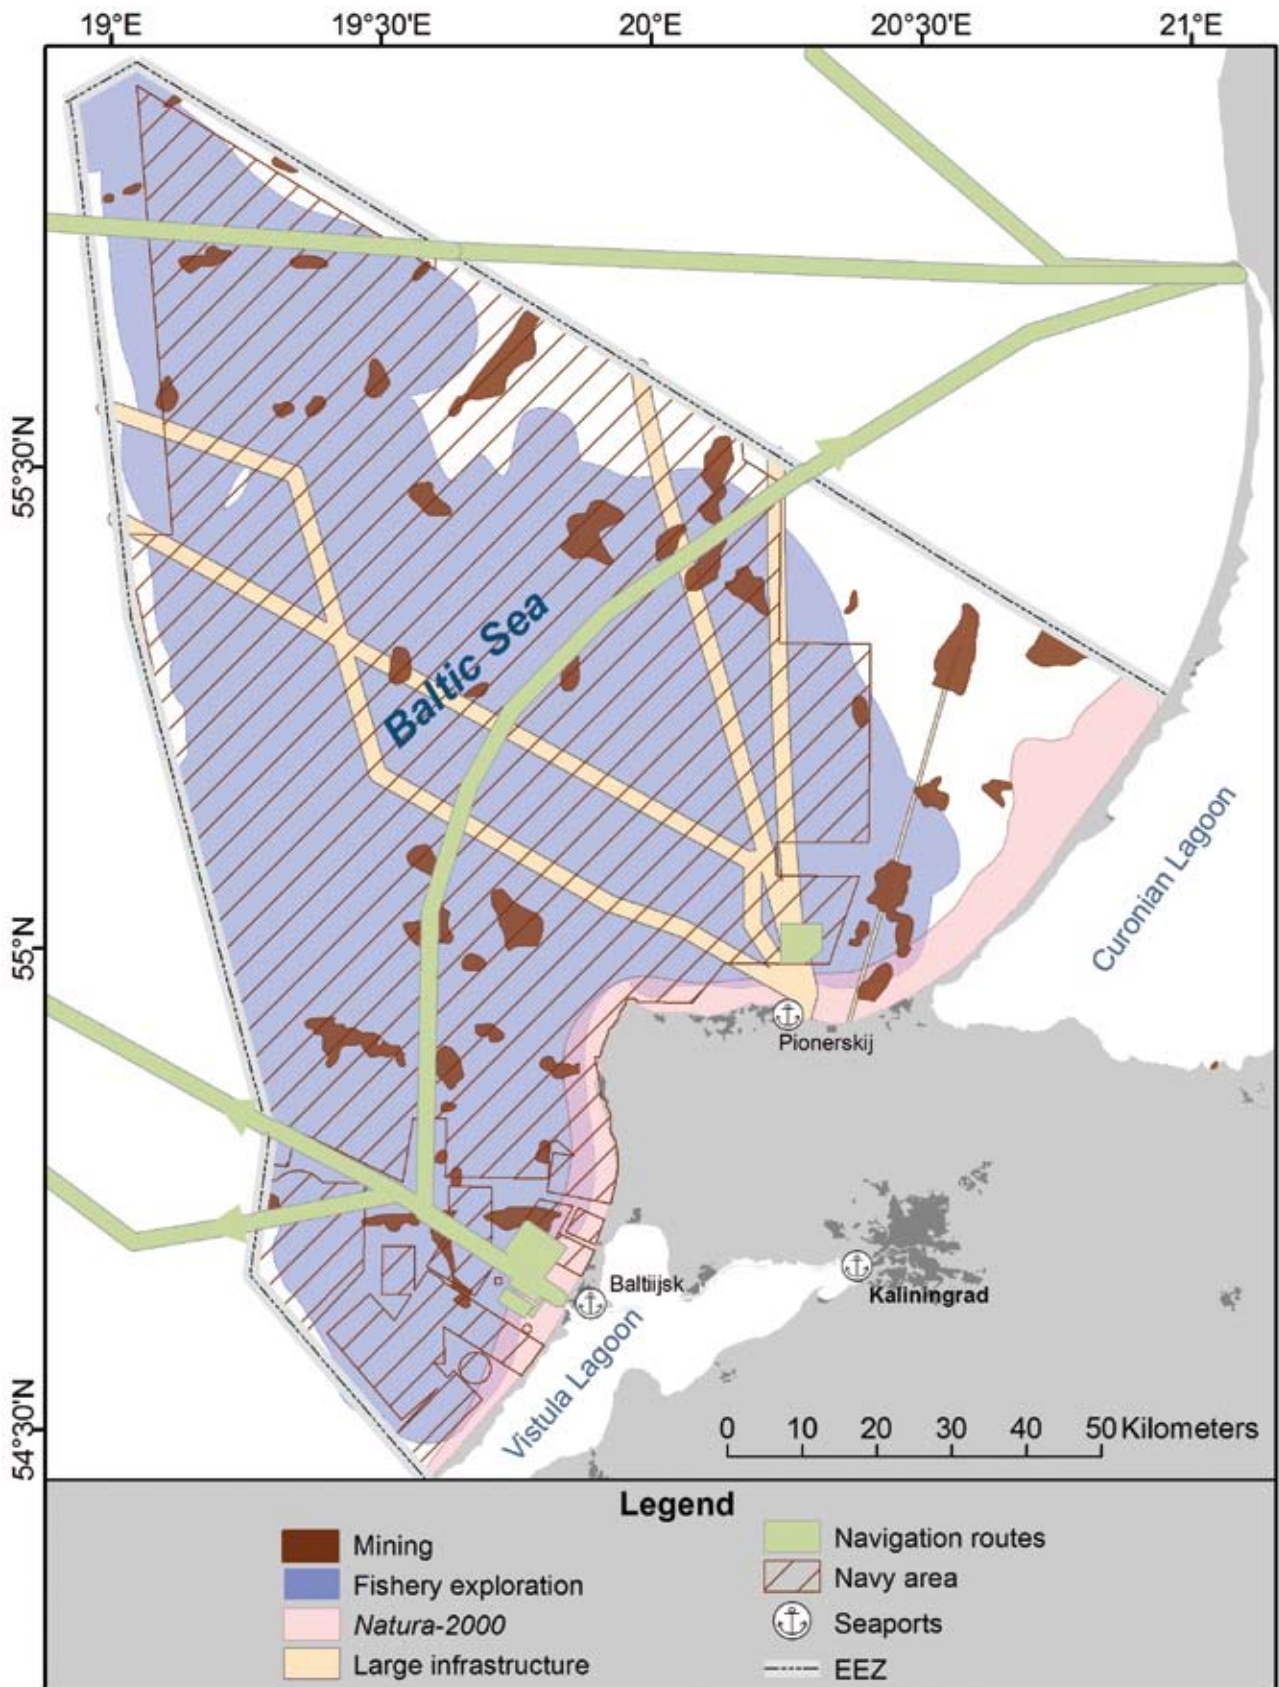 19°E
19°30'E
20°E
20°30'E
21°E
55°30'N
55°N
54°30'N
Baltic Sea
Curonian Lagoon
Pionerskij
Kaliningrad
Baltiijsk
Vistula Lagoon
0 10 20 30 40 50 Kilometers
Legend
Mining
Fishery exploration
Natura-2000
Large infrastructure
Navigation routes
Navy area
Seaports
EEZ